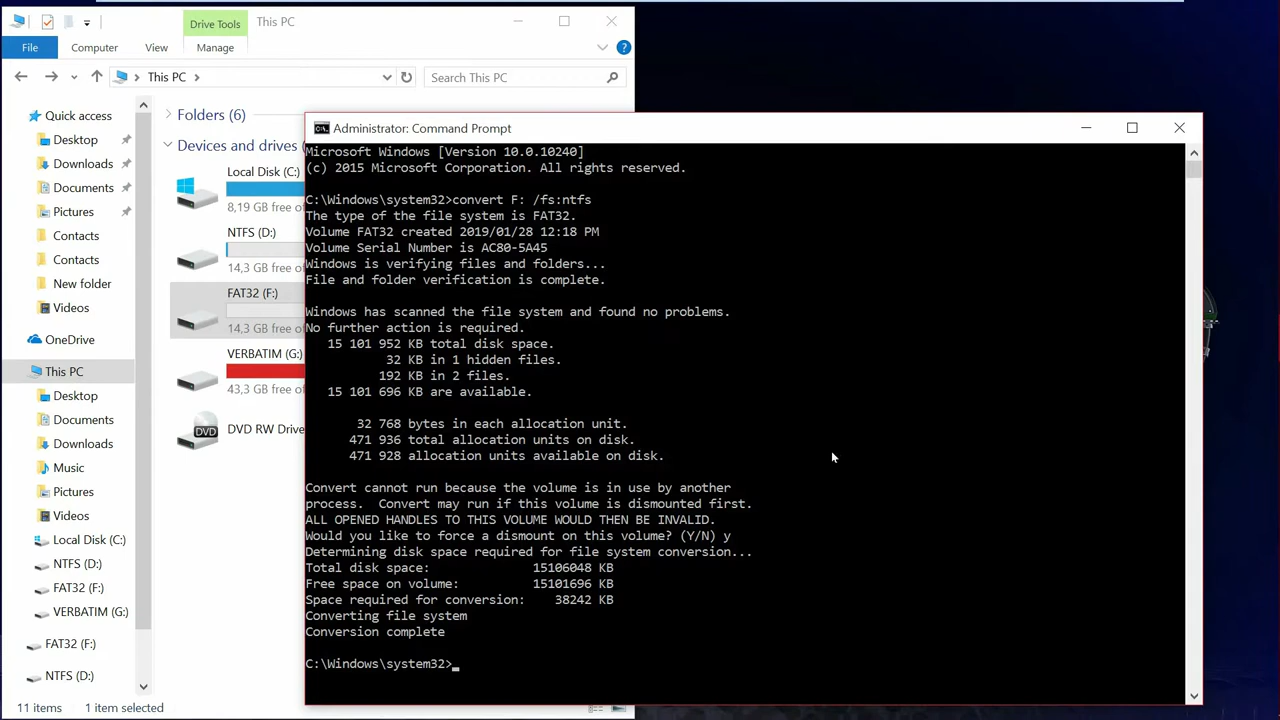 Drive Tools
This PC
File
Computer
View
Manage
This PC
Search This PC
Quick access
Desktop
Downloads
Documents
Pictures
Contacts
Contacts
New folder
Videos
OneDrive
This PC
Desktop
Documents
Downloads
Music
Pictures
Videos
Local Disk (C:)
NTFS (D:)
FAT32 (F:)
VERBATIM (G:)
FAT32 (F:)
NTFS (D:)
11 items
1 item selected
Folders (6)
Devices and drives
Local Disk (C:)
8,19 GB free
NTFS (D:)
14,3 GB free
FAT32 (F:)
14,3 GB free
VERBATIM (G:)
43,3 GB free
DVD RW Drive
DVD
Administrator: Command Prompt
Microsoft Windows [Version 10.0.10240]
(c) 2015 Microsoft Corporation. All rights reserved.
C:\Windows\system32>convert F: /fs:ntfs
The type of the file system is FAT32.
Volume FAT32 created 2019/01/28 12:18 PM
Volume Serial Number is AC80-5A45
Windows is verifying files and folders...
File and folder verification is complete.
Windows has scanned the file system and found no problems.
No further action is required.
15 101 952 KB total disk space.
32 KB in 1 hidden files.
192 KB in 2 files.
15 101 696 KB are available.
32 768 bytes in each allocation unit.
471 936 total allocation units on disk.
471 928 allocation units available on disk.
Convert cannot run because the volume is in use by another
process.  Convert may run if this volume is dismounted first.
ALL OPENED HANDLES TO THIS VOLUME WOULD THEN BE INVALID.
Would you like to force a dismount on this volume? (Y/N) y
Determining disk space required for file system conversion...
Total disk space: 15106048 KB
Free space on volume: 15101696 KB
Space required for conversion: 38242 KB
Converting file system
Conversion complete
C:\Windows\system32>_